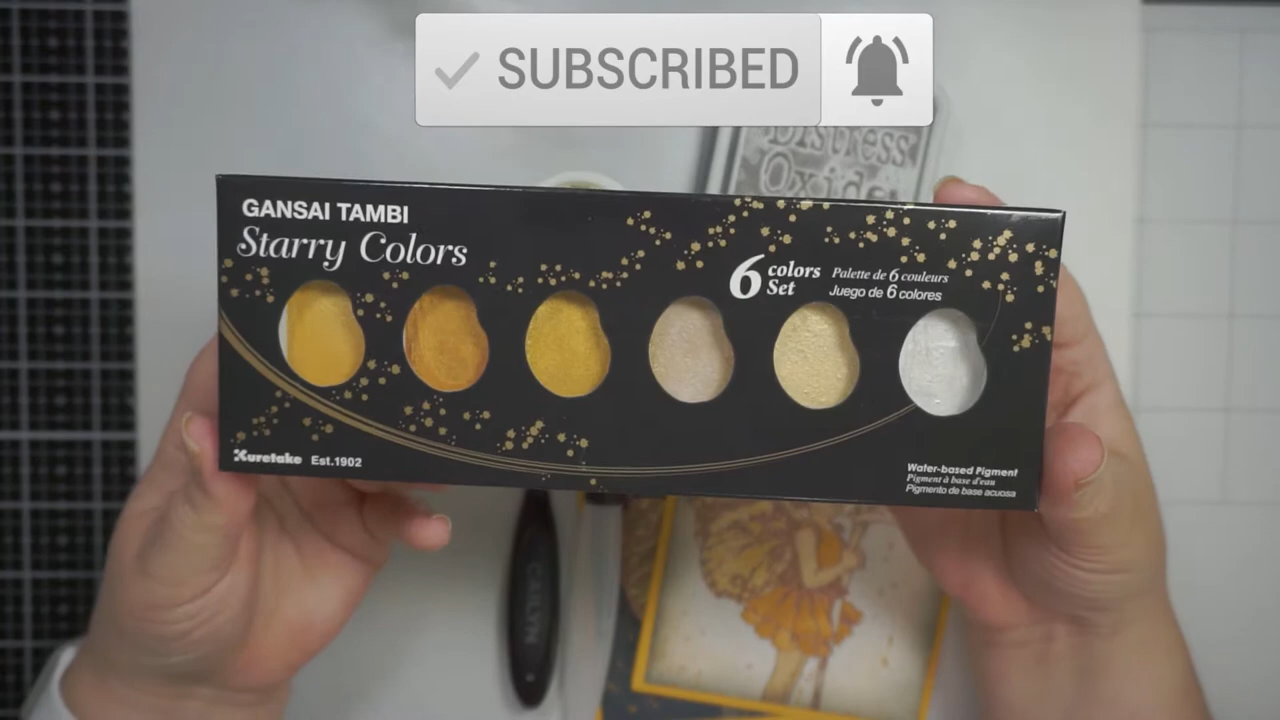 SUBSCRIBED
Distress
Oxide
GANSAI TAMBI
Starry Colors
6 colors Set
Palette de 6 couleurs
Juego de 6 colores
Kuretake Est.1902
Water-based Pigment
Pigment à base d'eau
Pigmento de base acuosa
CARLYN